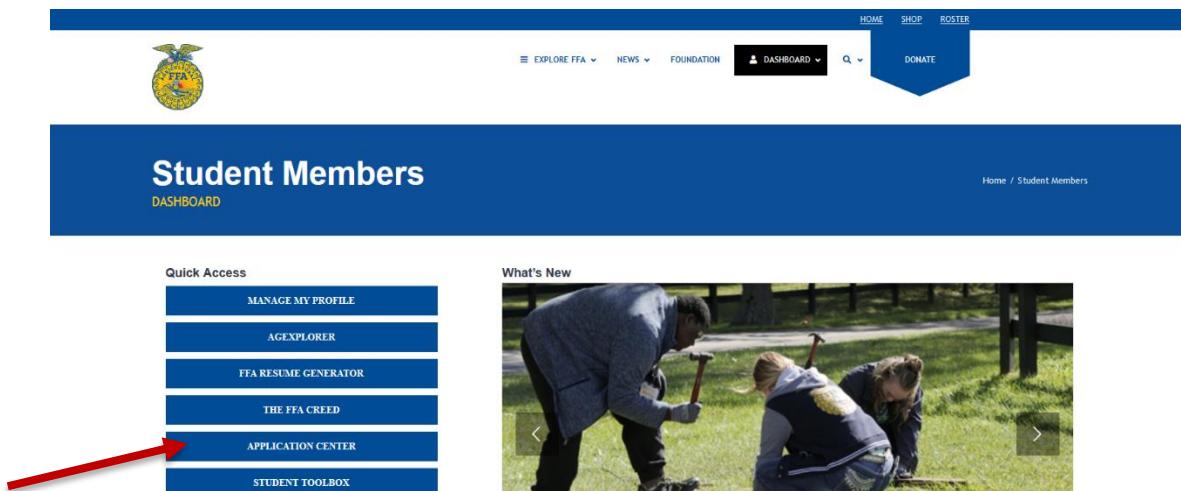 HOME SHOP ROSTER
FFA
EXPLORE FFA NEWS FOUNDATION DASHBOARD DONATE
Student Members
DASHBOARD
Home / Student Members
Quick Access
MANAGE MY PROFILE
AGEXPLORER
FFA RESUME GENERATOR
THE FFA CREED
APPLICATION CENTER
STUDENT TOOLBOX
What's New